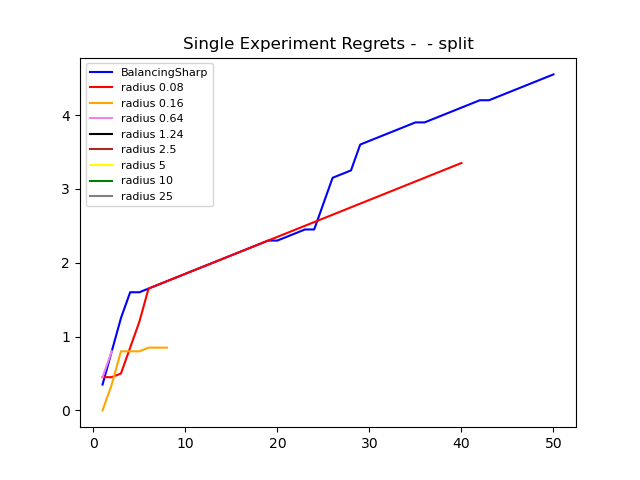 Single Experiment Regrets -  - split
BalancingSharp
radius 0.08
radius 0.16
radius 0.64
radius 1.24
radius 2.5
radius 5
radius 10
radius 25
4
3
2
1
0
0 10 20 30 40 50